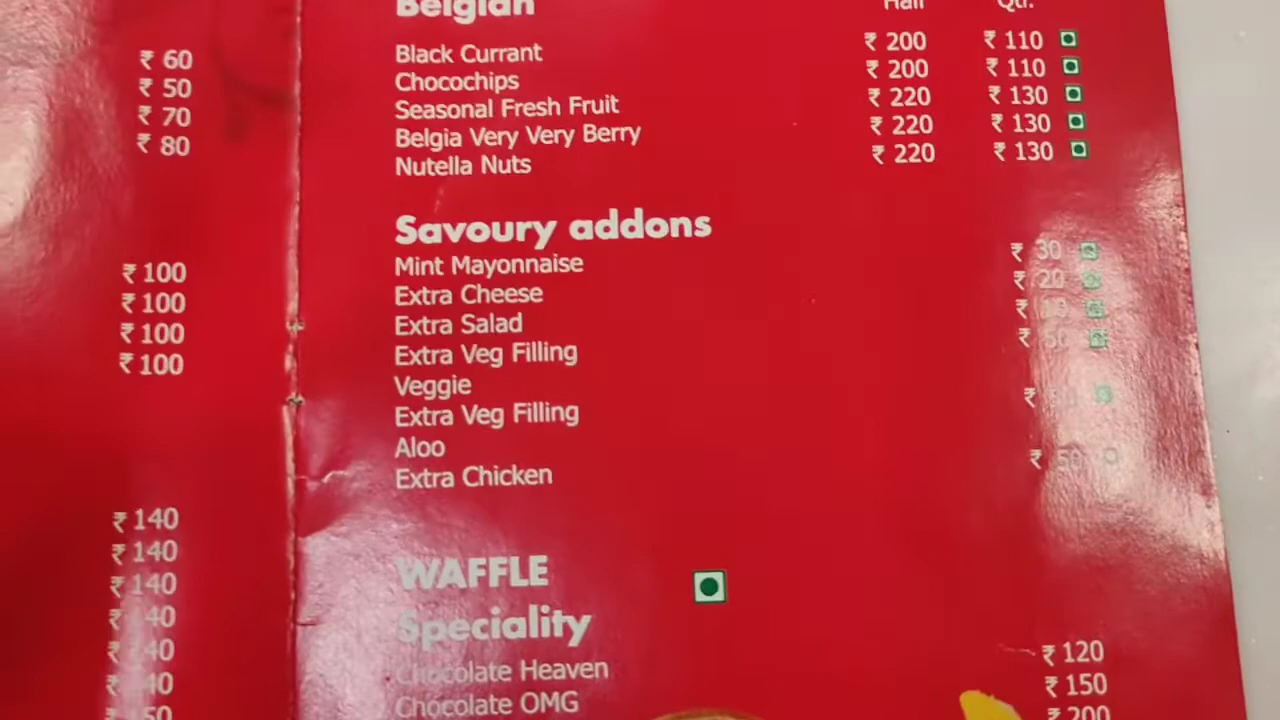 ₹ 60
₹ 50
₹ 70
₹ 80
₹ 100
₹ 100
₹ 100
₹ 100
₹ 140
₹ 140
₹ 140
Belgian Half Qtr.
Black Currant ₹ 200 ₹ 110
Chocochips ₹ 200 ₹ 110
Seasonal Fresh Fruit ₹ 220 ₹ 130
Belgia Very Very Berry ₹ 220 ₹ 130
Nutella Nuts ₹ 220 ₹ 130
Savoury addons
Mint Mayonnaise ₹ 30
Extra Cheese ₹ 20
Extra Salad ₹
Extra Veg Filling ₹
Veggie
Extra Veg Filling ₹
Aloo
Extra Chicken ₹ 50
WAFFLE
Speciality
Chocolate Heaven ₹ 120
Chocolate OMG ₹ 150
₹ 200